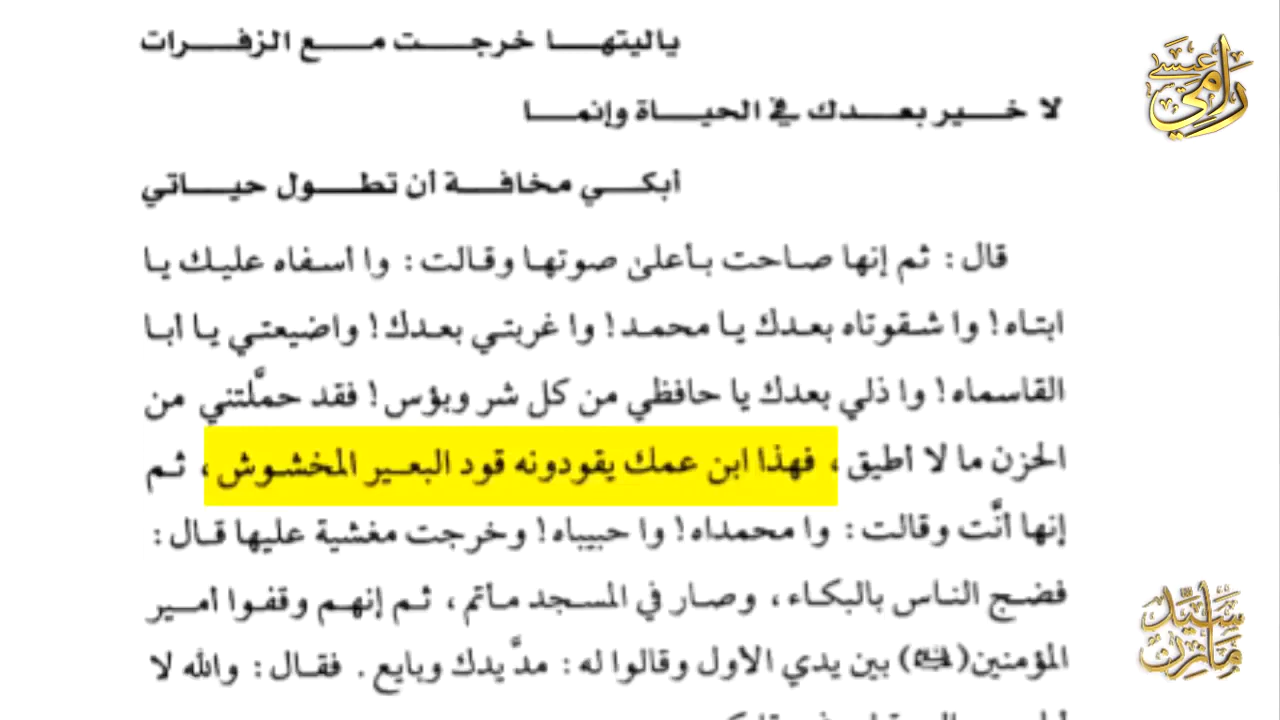 ياليتها خرجت مع الزفرات
لا خير بعدك في الحياة وإنما
أبكي مخافة أن تطول حياتي
قال: ثم إنها صاحت بأعلىٰ صوتها وقالت: وا أسفاه عليك يا
ابتاه! وا شقوتاه بعدك يا محمد! وا غربتي بعدك! واضيعتي يا أبا
القاسماه! وا ذلي بعدك يا حافظي من كل شر وبؤس! فقد حمَّلتني من
الحزن ما لا أطيق، فهذا ابن عمك يقودونه قود البعير المخشوش، ثم
إنها أنَّت وقالت: وا محمداه! وا حبيباه! وخرجت مغشية عليها قال:
فضج الناس بالبكاء، وصار في المسجد مأتم، ثم إنهم وقفوا أمير
المؤمنين() بين يدي الاول وقالوا له: مدَّ يدك وبايع. فقال: والله لا
رامي عيسى
سيد مازن